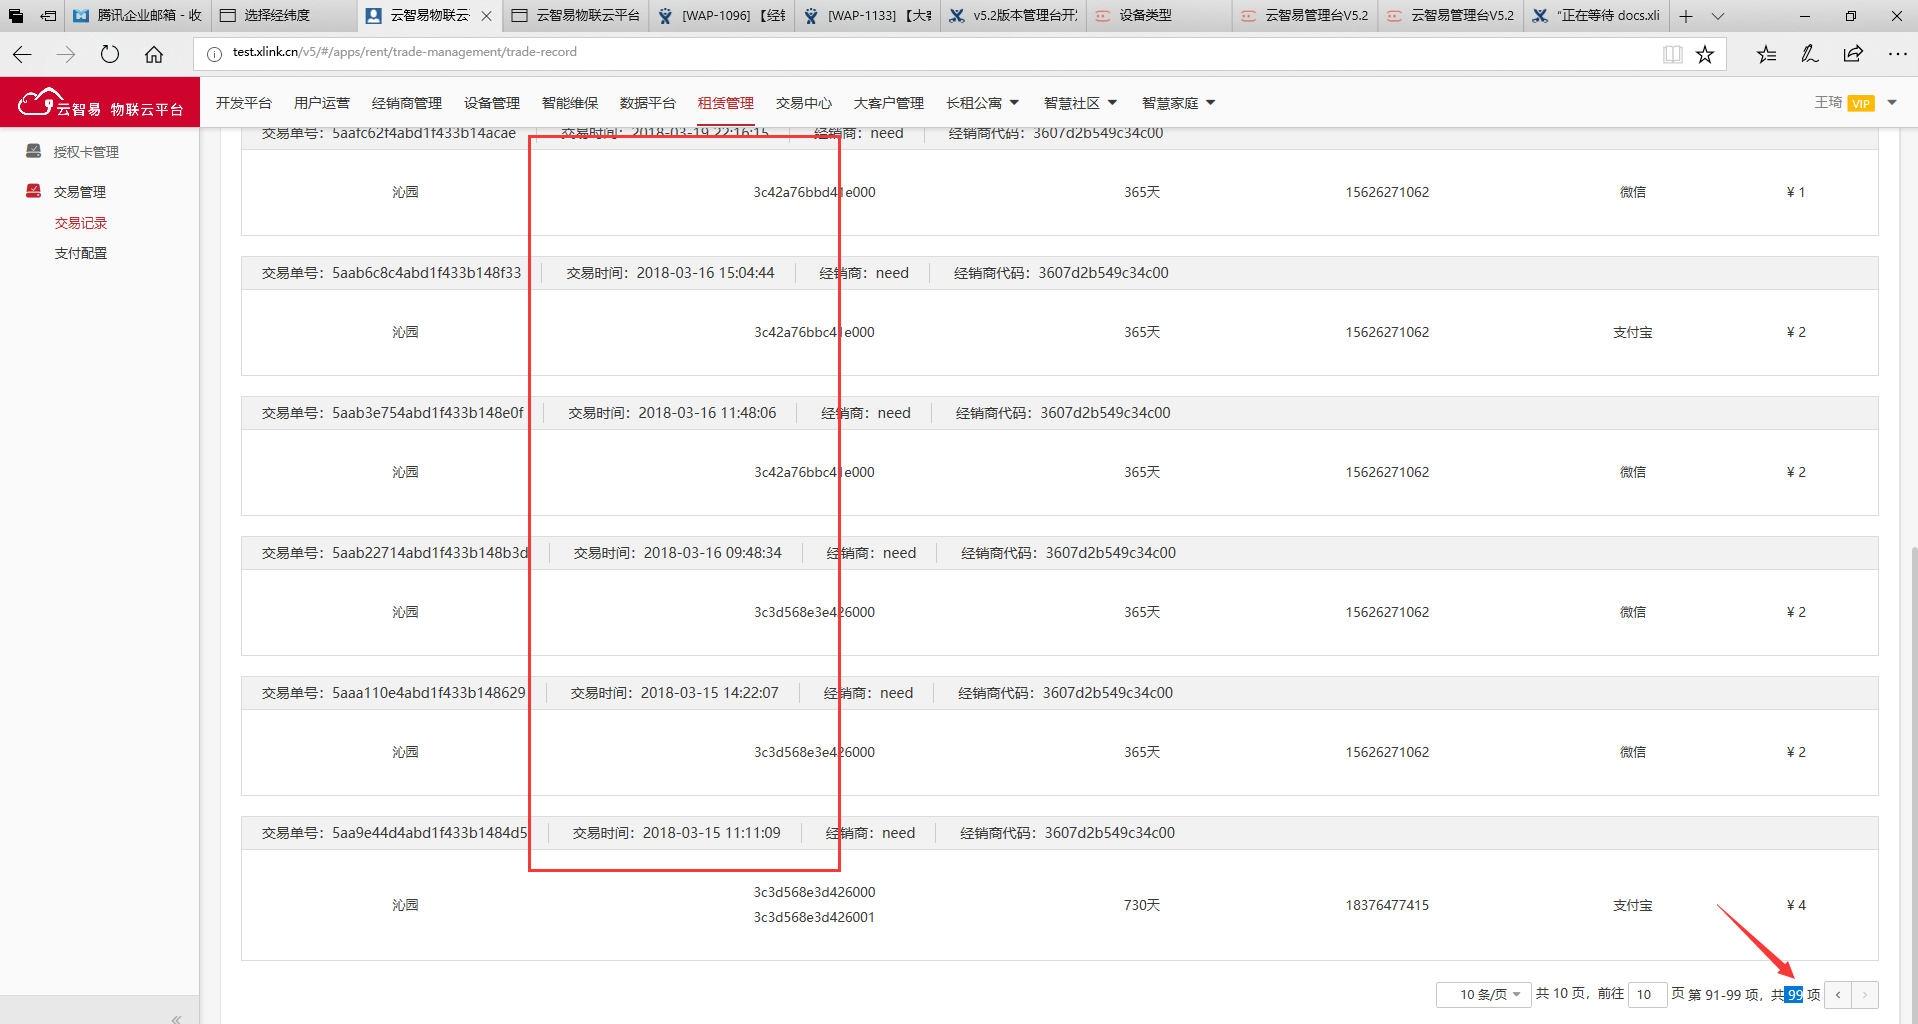 腾讯企业邮箱 - 收
选择经纬度
云智易物联云
云智易物联云平台
[WAP-1096] 【经销
[WAP-1133] 【大客
v5.2版本管理台开发
设备类型
云智易管理台V5.2
云智易管理台V5.2
"正在等待 docs.xli
test.xlink.cn/v5/#/apps/rent/trade-management/trade-record
云智易 物联云平台
开发平台 用户运营 经销商管理 设备管理 智能维保 数据平台 租赁管理 交易中心 大客户管理 长租公寓 智慧社区 智慧家庭
王琦 VIP
授权卡管理
交易管理
交易记录
支付配置
交易单号：5aafc62f4abd1f433b14acae 交易时间：2018-03-19 22:16:15 经销商：need 经销商代码：3607d2b549c34c00
沁园 3c42a76bbd41e000 365天 15626271062 微信 ¥ 1
交易单号：5aab6c8c4abd1f433b148f33 交易时间：2018-03-16 15:04:44 经销商：need 经销商代码：3607d2b549c34c00
沁园 3c42a76bbc41e000 365天 15626271062 支付宝 ¥ 2
交易单号：5aab3e754abd1f433b148e0f 交易时间：2018-03-16 11:48:06 经销商：need 经销商代码：3607d2b549c34c00
沁园 3c42a76bbc41e000 365天 15626271062 微信 ¥ 2
交易单号：5aab22714abd1f433b148b3d 交易时间：2018-03-16 09:48:34 经销商：need 经销商代码：3607d2b549c34c00
沁园 3c3d568e3e426000 365天 15626271062 微信 ¥ 2
交易单号：5aaa110e4abd1f433b148629 交易时间：2018-03-15 14:22:07 经销商：need 经销商代码：3607d2b549c34c00
沁园 3c3d568e3e426000 365天 15626271062 微信 ¥ 2
交易单号：5aa9e44d4abd1f433b1484d5 交易时间：2018-03-15 11:11:09 经销商：need 经销商代码：3607d2b549c34c00
沁园 3c3d568e3d426000 730天 18376477415 支付宝 ¥ 4
3c3d568e3d426001
10 条/页 共 10 页，前往 10 页 第 91-99 项，共 99 项